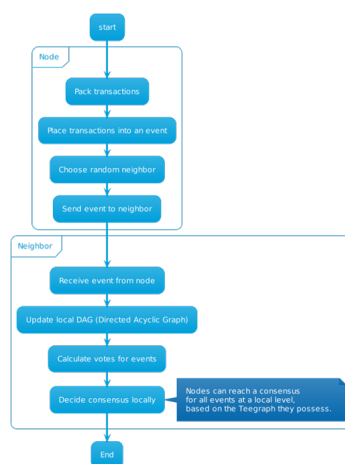 start
Node
Pack transactions
Place transactions into an event
Choose random neighbor
Send event to neighbor
Neighbor
Receive event from node
Update local DAG (Directed Acyclic Graph)
Calculate votes for events
Decide consensus locally
Nodes can reach a consensus
for all events at a local level,
based on the Teegraph they possess.
End